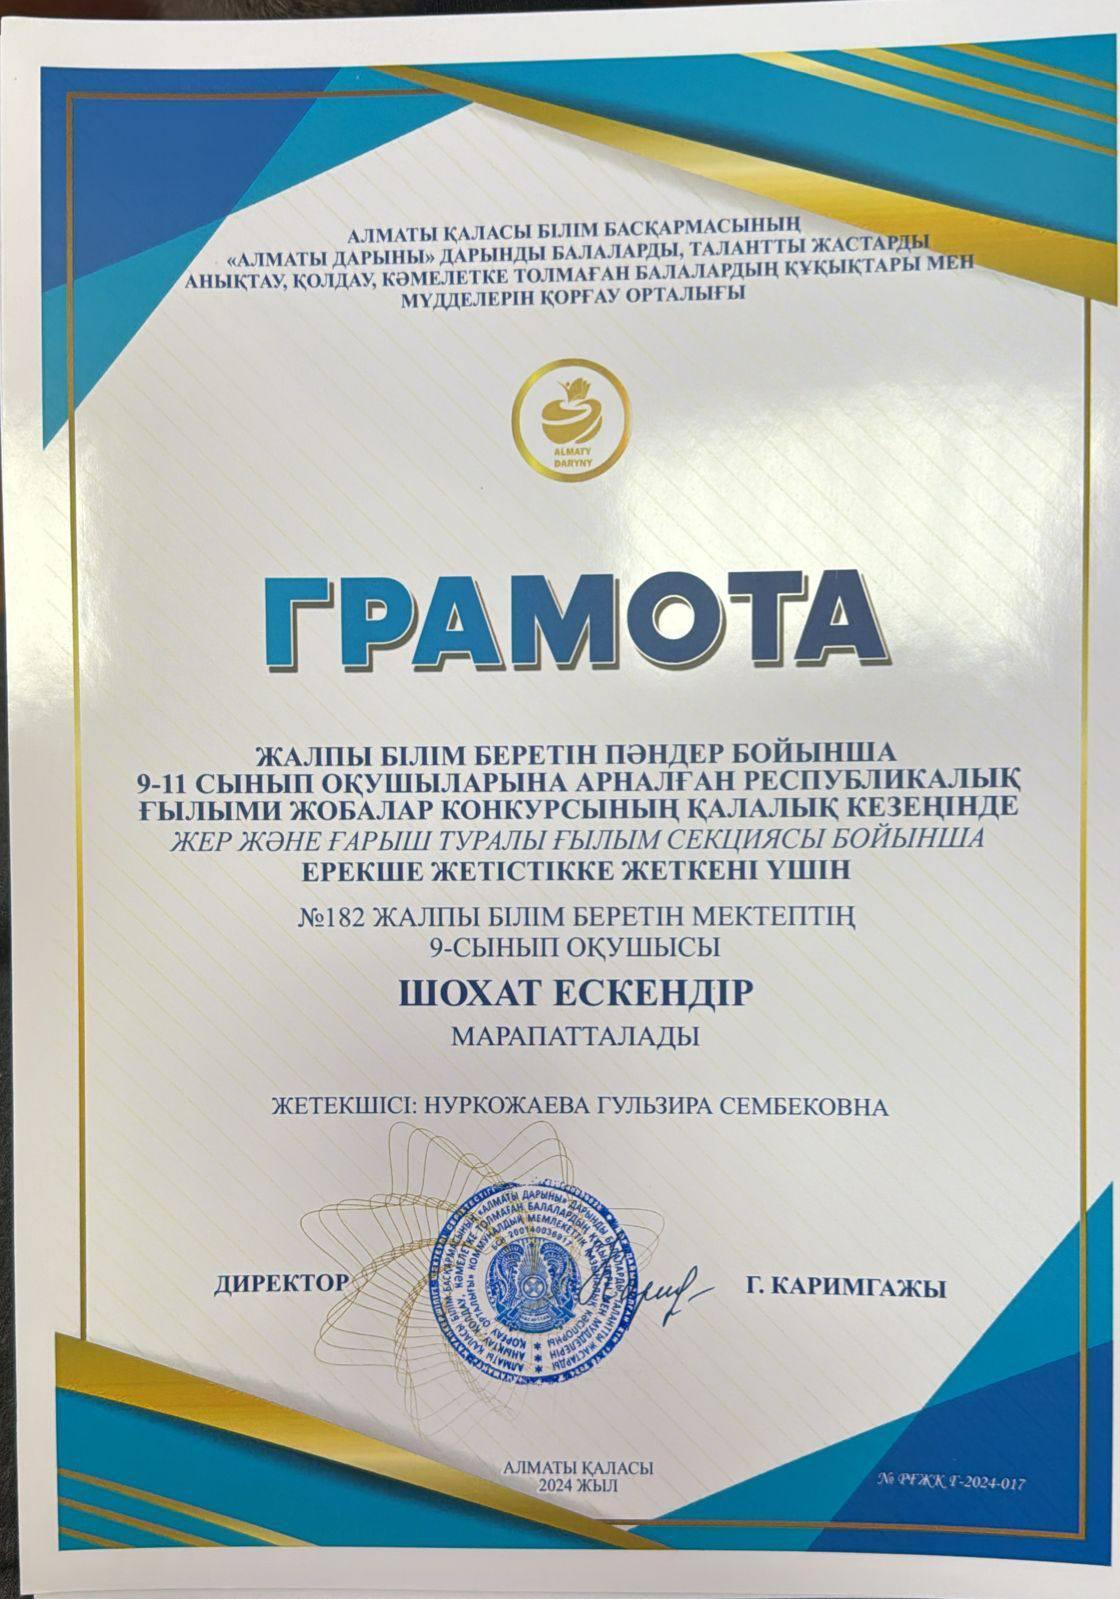 АЛМАТЫ ҚАЛАСЫ БІЛІМ БАСҚАРМАСЫНЫҢ
«АЛМАТЫ ДАРЫНЫ» ДАРЫНДЫ БАЛАЛАРДЫ, ТАЛАНТТЫ ЖАСТАРДЫ
АНЫҚТАУ, ҚОЛДАУ, КӘМЕЛЕТКЕ ТОЛМАҒАН БАЛАЛАРДЫҢ ҚҰҚЫҚТАРЫ МЕН
МҮДДЕЛЕРІН ҚОРҒАУ ОРТАЛЫҒЫ
ALMATY
DARYNY
ГРАМОТА
ЖАЛПЫ БІЛІМ БЕРЕТІН ПӘНДЕР БОЙЫНША
9-11 СЫНЫП ОҚУШЫЛАРЫНА АРНАЛҒАН РЕСПУБЛИКАЛЫҚ
ҒЫЛЫМИ ЖОБАЛАР КОНКУРСЫНЫҢ ҚАЛАЛЫҚ КЕЗЕҢІНДЕ
ЖЕР ЖӘНЕ ҒАРЫШ ТУРАЛЫ ҒЫЛЫМ СЕКЦИЯСЫ БОЙЫНША
ЕРЕКШЕ ЖЕТІСТІККЕ ЖЕТКЕНІ ҮШІН
№182 ЖАЛПЫ БІЛІМ БЕРЕТІН МЕКТЕПТІҢ
9-СЫНЫП ОҚУШЫСЫ
ШОХАТ ЕСКЕНДІР
МАРАПАТТАЛАДЫ
ЖЕТЕКШІСІ: НУРКОЖАЕВА ГУЛЬЗИРА СЕМБЕКОВНА
ДИРЕКТОР
Г. КАРИМГАЖЫ
АЛМАТЫ ҚАЛАСЫ
2024 ЖЫЛ
№ РҒЖК Г-2024-017